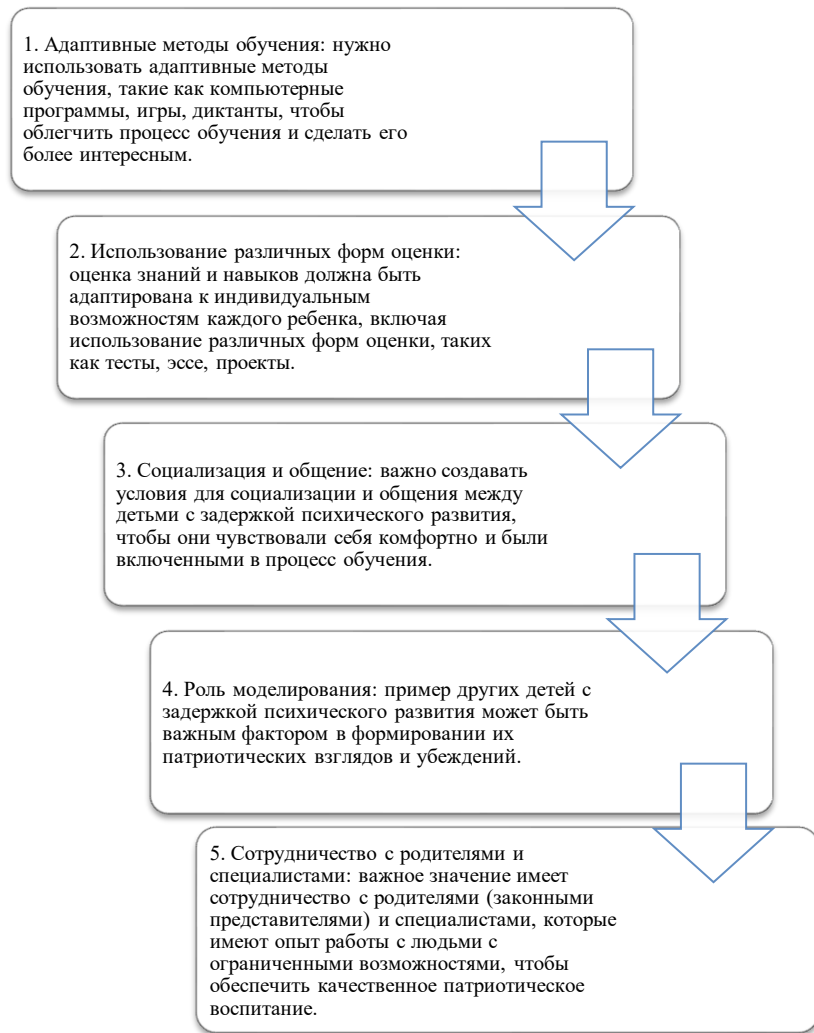 1. Адаптивные методы обучения: нужно
использовать адаптивные методы
обучения, такие как компьютерные
программы, игры, диктанты, чтобы
облегчить процесс обучения и сделать его
более интересным.
2. Использование различных форм оценки:
оценка знаний и навыков должна быть
адаптирована к индивидуальным
возможностям каждого ребенка, включая
использование различных форм оценки, таких
как тесты, эссе, проекты.
3. Социализация и общение: важно создавать
условия для социализации и общения между
детьми с задержкой психического развития,
чтобы они чувствовали себя комфортно и были
включенными в процесс обучения.
4. Роль моделирования: пример других детей с
задержкой психического развития может быть
важным фактором в формировании их
патриотических взглядов и убеждений.
5. Сотрудничество с родителями и
специалистами: важное значение имеет
сотрудничество с родителями (законными
представителями) и специалистами, которые
имеют опыт работы с людьми с
ограниченными возможностями, чтобы
обеспечить качественное патриотическое
воспитание.